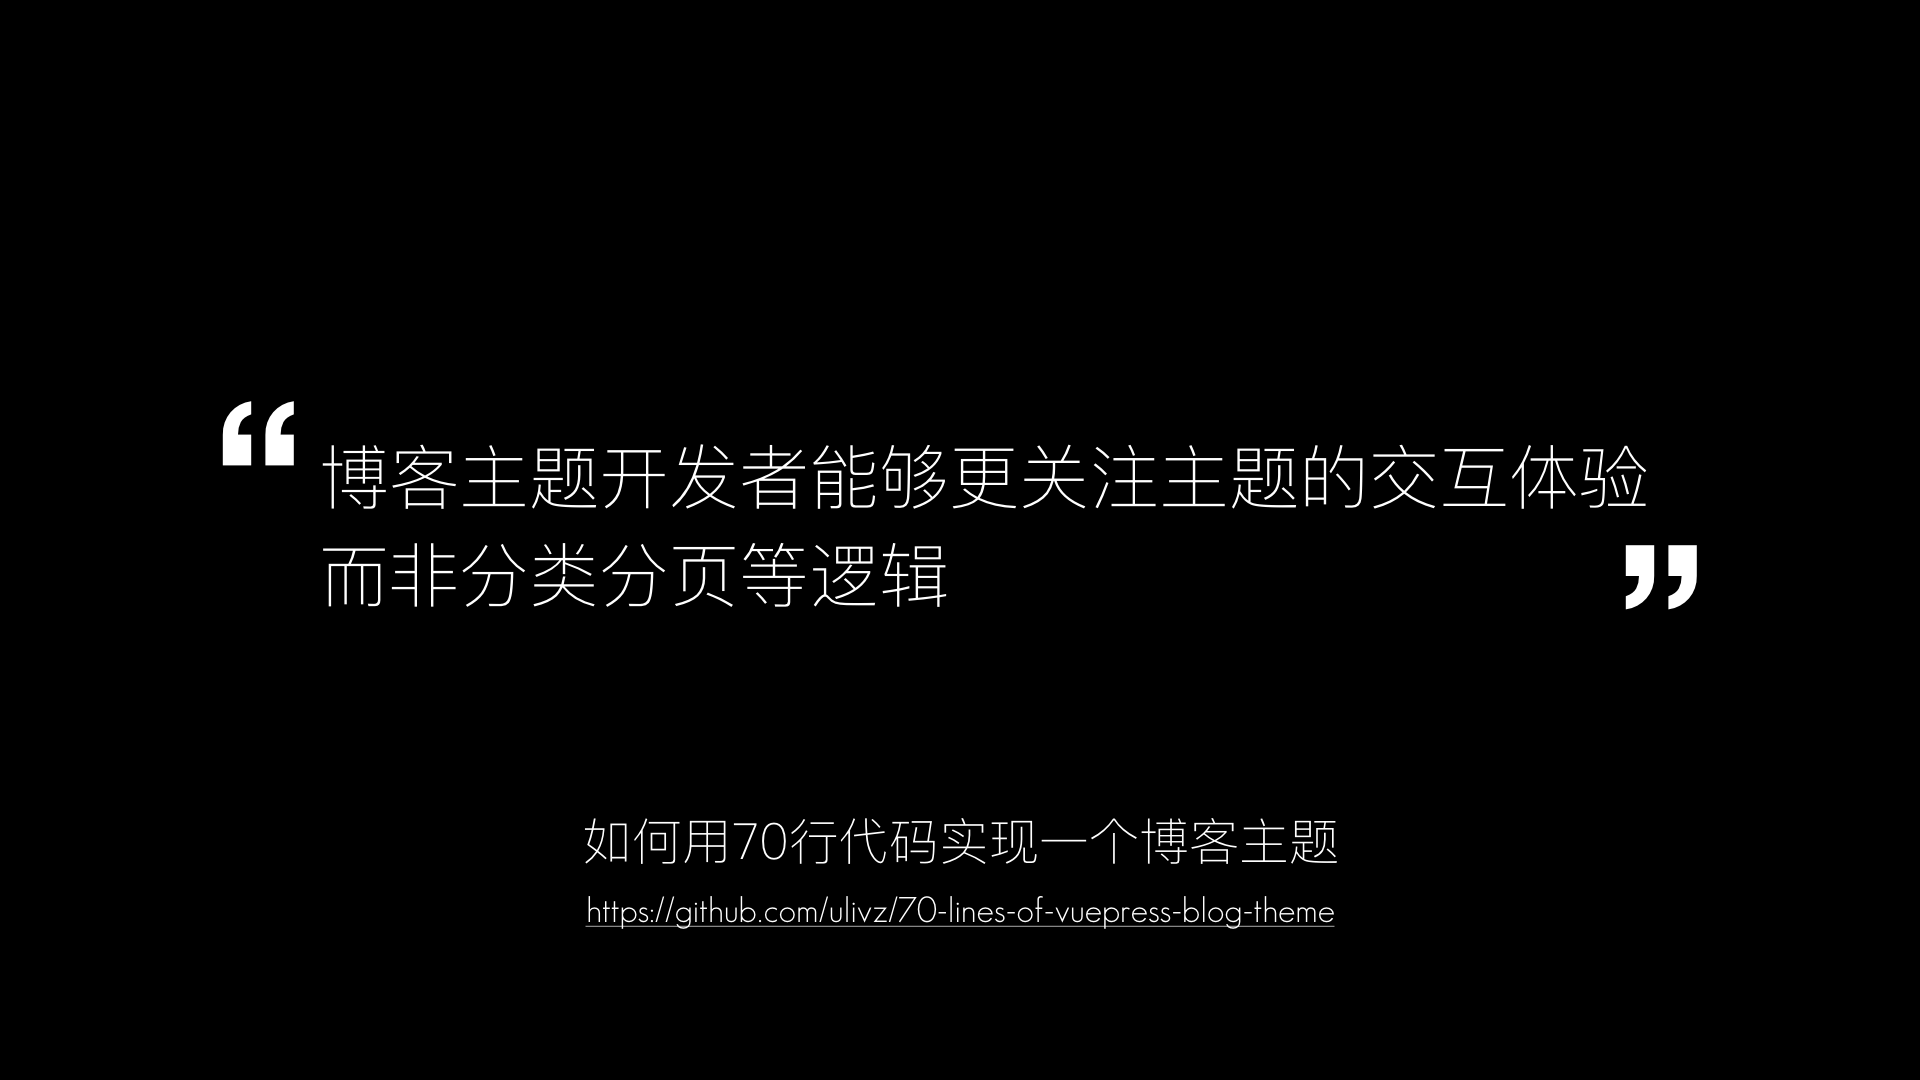 “博客主题开发者能够更关注主题的交互体验
而非分类分页等逻辑”
如何用70行代码实现一个博客主题
https://github.com/ulivz/70-lines-of-vuepress-blog-theme